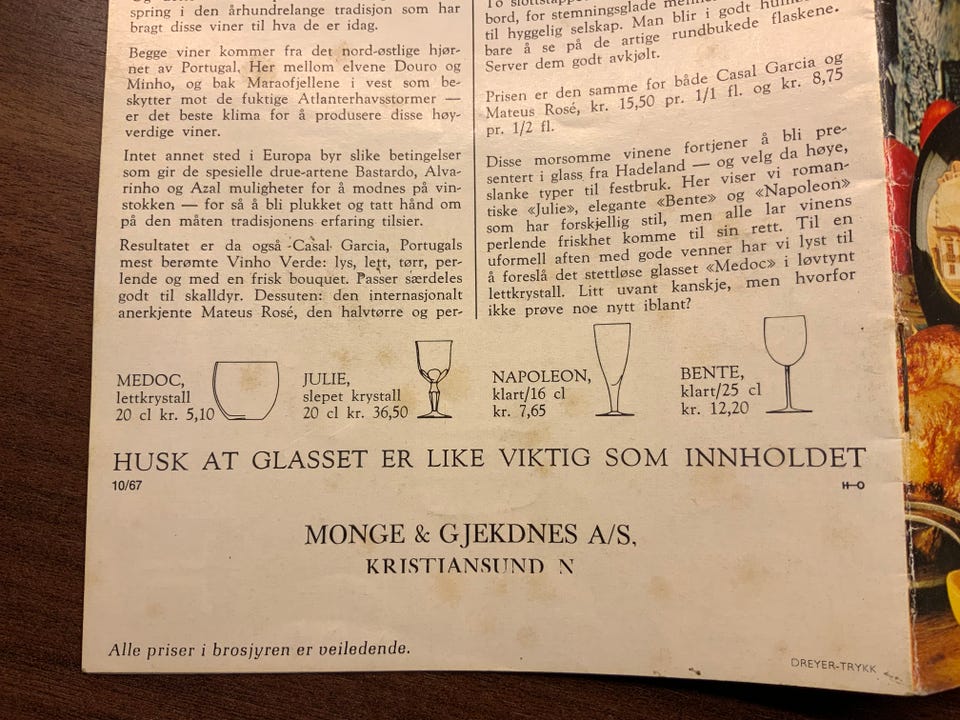 spring i den århundrelange tradisjon som har
bragt disse viner til hva de er idag.
Begge viner kommer fra det nord-østlige hjør-
net av Portugal. Her mellom elvene Douro og
Minho, og bak Maraofjellene i vest som be-
skytter mot de fuktige Atlanterhavsstormer —
er det beste klima for å produsere disse høy-
verdige viner.
Intet annet sted i Europa byr slike betingelser
som gir de spesielle drue-artene Bastardo, Alva-
rinho og Azal muligheter for å modnes på vin-
stokken — for så å bli plukket og tatt hånd om
på den måten tradisjonens erfaring tilsier.
Resultatet er da også Casal Garcia, Portugals
mest berømte Vinho Verde: lys, lett, tørr, per-
lende og med en frisk bouquet. Passer særdeles
godt til skalldyr. Dessuten: den internasjonalt
anerkjente Mateus Rosé, den halvtørre og per-
To slottstappe
bord, for stemningsglade
til hyggelig selskap. Man blir i godt
bare å se på de artige rundbukede flaskene.
Server dem godt avkjølt.
Prisen er den samme for både Casal Garcia og
Mateus Rosé, kr. 15,50 pr. 1/1 fl. og kr. 8,75
pr. 1/2 fl.
Disse morsomme vinene fortjener å bli pre-
sentert i glass fra Hadeland — og velg da høye,
slanke typer til festbruk. Her viser vi roman-
tiske «Julie», elegante «Bente» og «Napoleon»
som har forskjellig stil, men alle lar vinens
perlende friskhet komme til sin rett. Til en
uformell aften med gode venner har vi lyst til
å foreslå det stettløse glasset «Medoc» i løvtynt
lettkrystall. Litt uvant kanskje, men hvorfor
ikke prøve noe nytt iblant?
MEDOC,
lettkrystall
20 cl kr. 5,10
JULIE,
slepet krystall
20 cl kr. 36,50
NAPOLEON,
klart/16 cl
kr. 7,65
BENTE,
klart/25 cl
kr. 12,20
HUSK AT GLASSET ER LIKE VIKTIG SOM INNHOLDET
10/67
H-O
MONGE & GJEKDNES A/S,
KRISTIANSUND N
Alle priser i brosjyren er veiledende.
DREYER-TRYKK